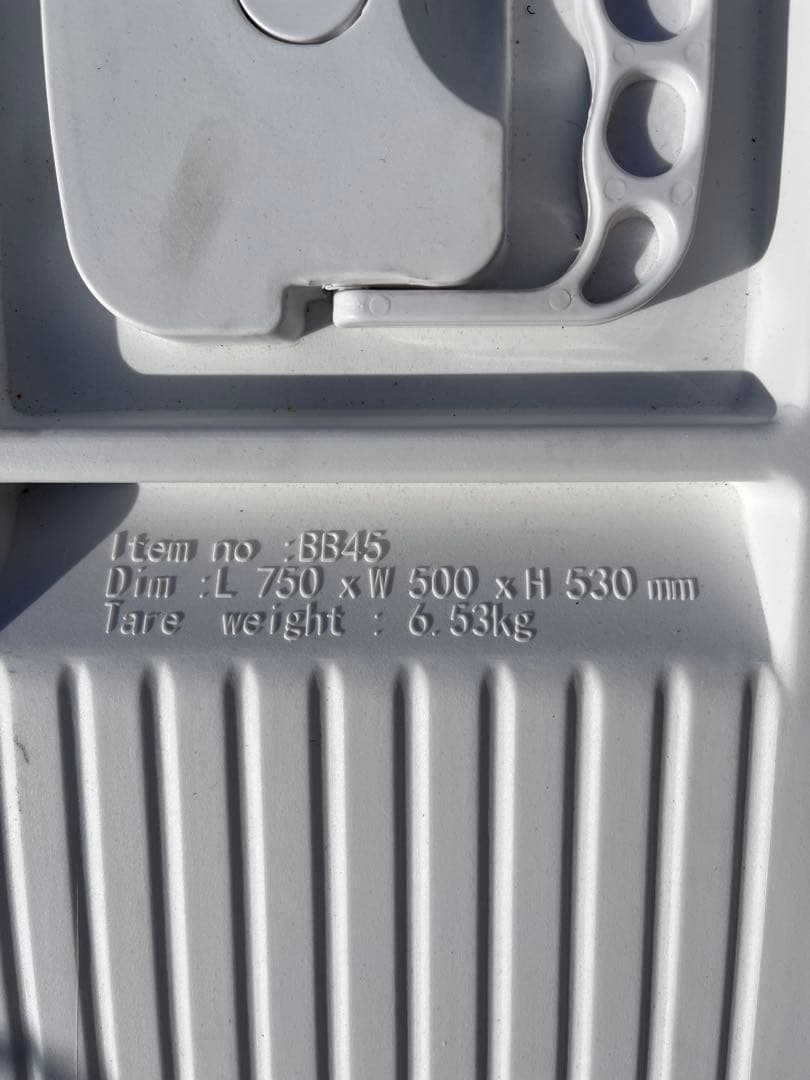 Item no :BB45
Dim :L 750 x W 500 x H 530 mm
Tare weight : 6.53kg